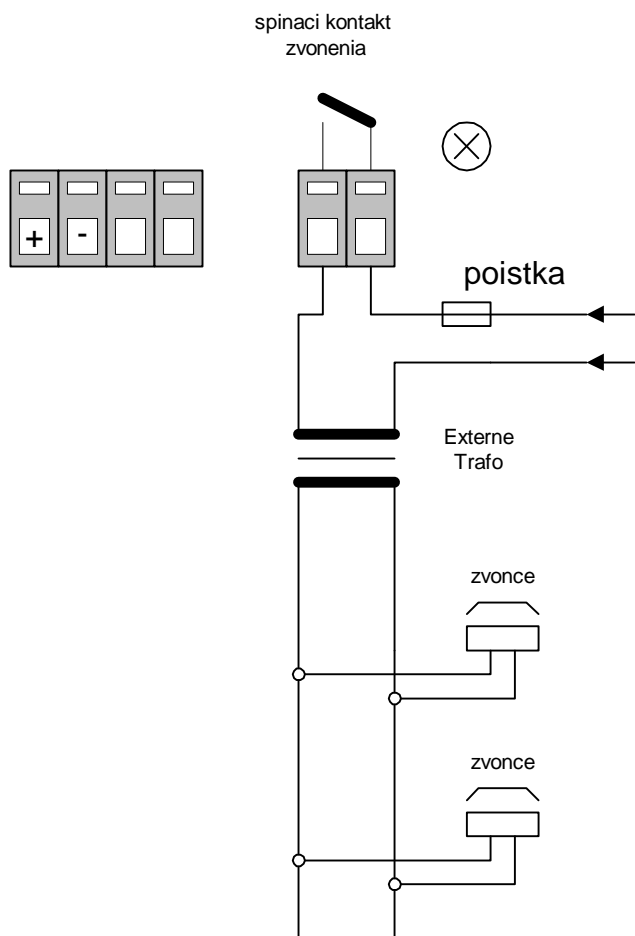 spinaci kontakt
zvonenia
+ -
poistka
Externe
Trafo
zvonce
zvonce